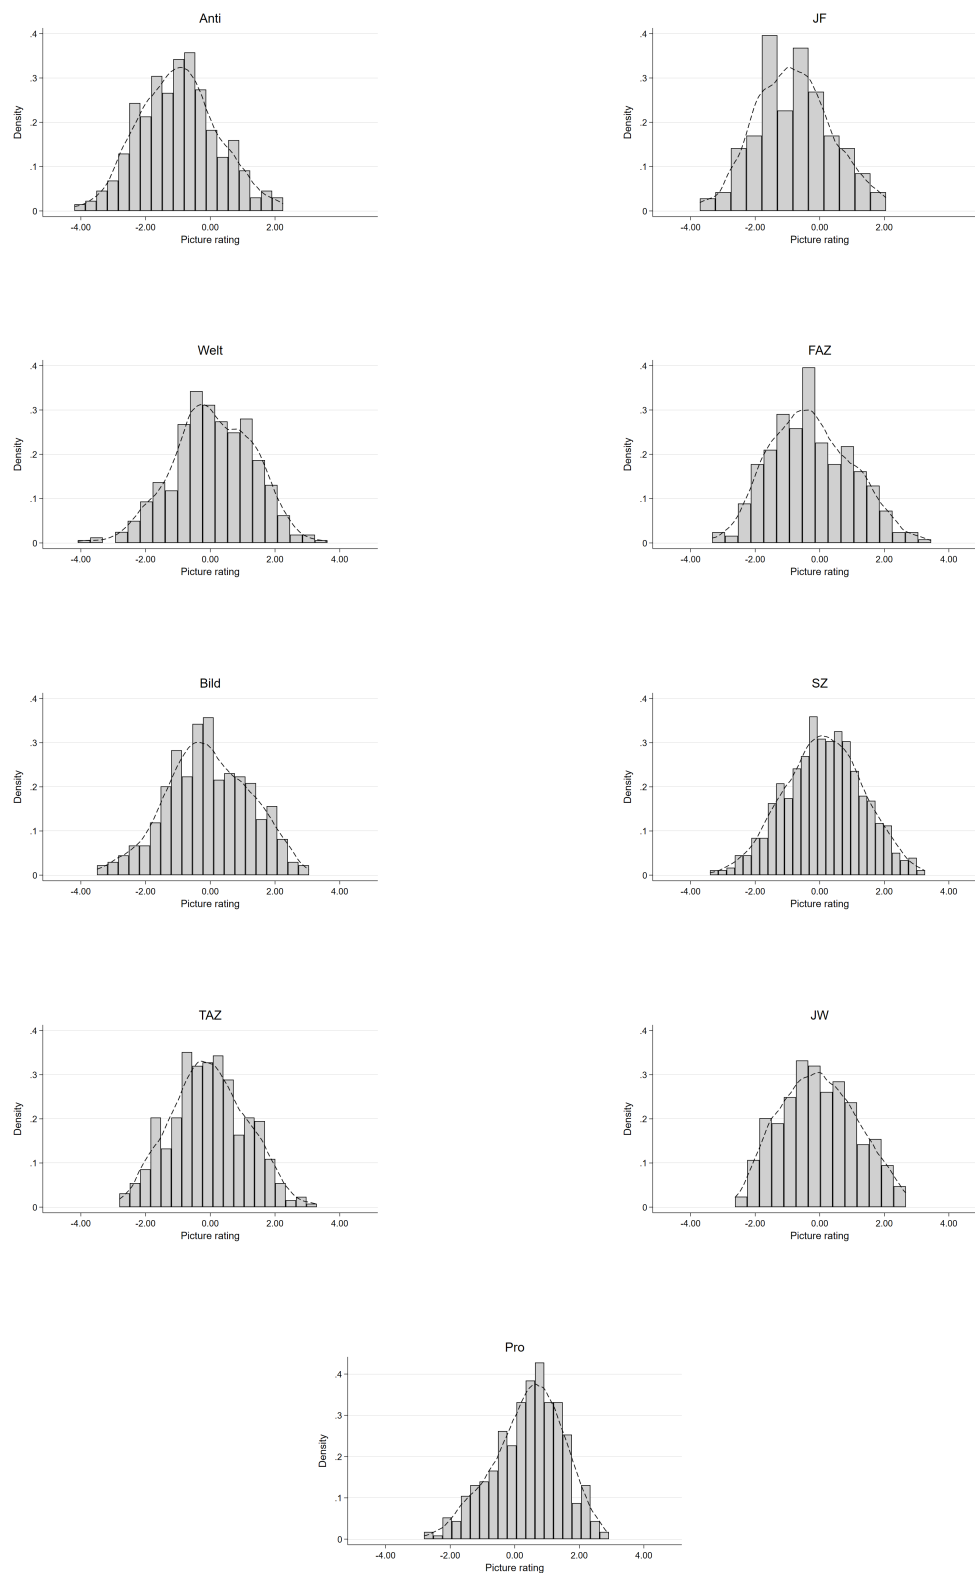 Anti
.4
.3
.2
.1
0
Density
-4.00 -2.00 0.00 2.00
Picture rating
JF
.4
.3
.2
.1
0
Density
-4.00 -2.00 0.00 2.00
Picture rating
Welt
.4
.3
.2
.1
0
Density
-4.00 -2.00 0.00 2.00 4.00
Picture rating
FAZ
.4
.3
.2
.1
0
Density
-4.00 -2.00 0.00 2.00 4.00
Picture rating
Bild
.4
.3
.2
.1
0
Density
-4.00 -2.00 0.00 2.00 4.00
Picture rating
SZ
.4
.3
.2
.1
0
Density
-4.00 -2.00 0.00 2.00 4.00
Picture rating
TAZ
.4
.3
.2
.1
0
Density
-4.00 -2.00 0.00 2.00 4.00
Picture rating
JW
.4
.3
.2
.1
0
Density
-4.00 -2.00 0.00 2.00 4.00
Picture rating
Pro
.4
.3
.2
.1
0
Density
-4.00 -2.00 0.00 2.00 4.00
Picture rating